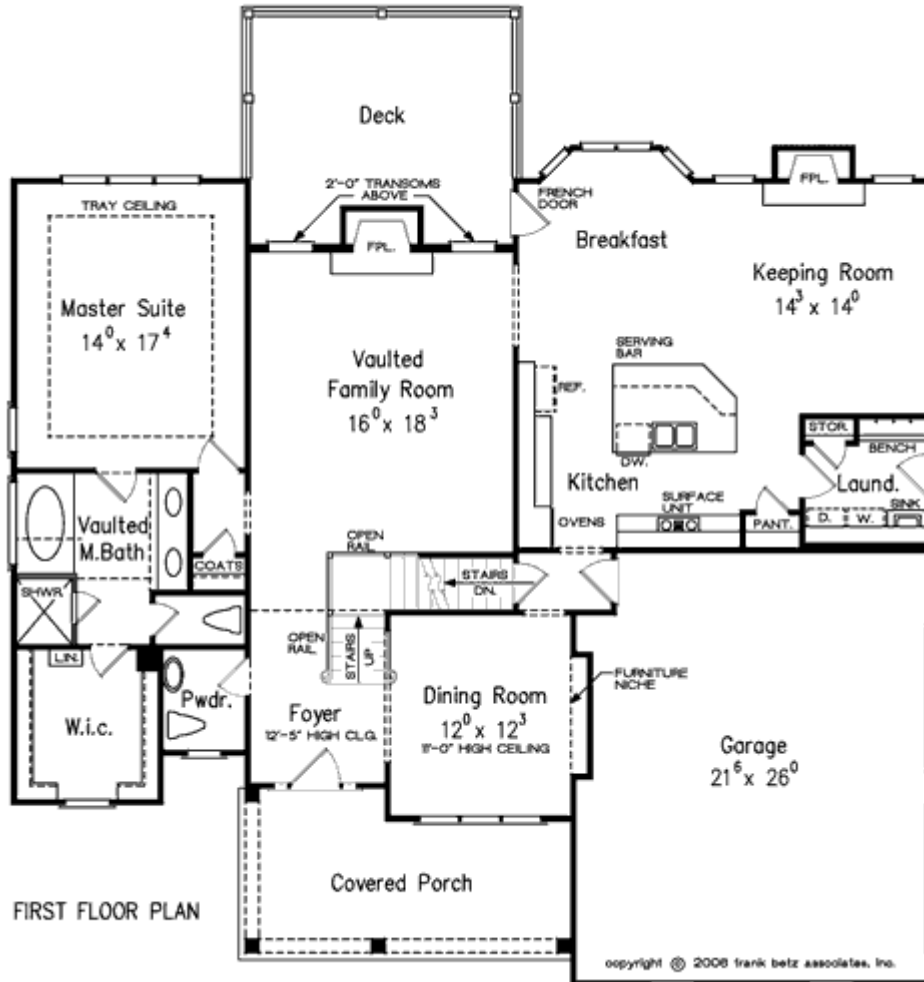 Deck
2'-0" TRANSOMS
ABOVE
FRENCH
DOOR
FPL.
FPL.
TRAY CEILING
Breakfast
Keeping Room
14³ x 14⁰
Master Suite
14⁰ x 17⁴
Vaulted
Family Room
16⁰ x 18³
SERVING
BAR
REF.
DW.
STOR.
BENCH
Kitchen
Laund.
SURFACE
UNIT
SINK
OVENS
PANT.
D.
W.
Vaulted
M.Bath
COATS
OPEN
RAIL
STAIRS
DN.
SHWR.
OPEN
RAIL
STAIRS
UP
LIN.
Pwdr.
W.i.c.
Foyer
12'-5" HIGH CLG.
Dining Room
12⁰ x 12³
11'-0" HIGH CEILING
FURNITURE
NICHE
Garage
21⁶ x 26⁰
Covered Porch
FIRST FLOOR PLAN
copyright © 2008 frank betz associates, inc.